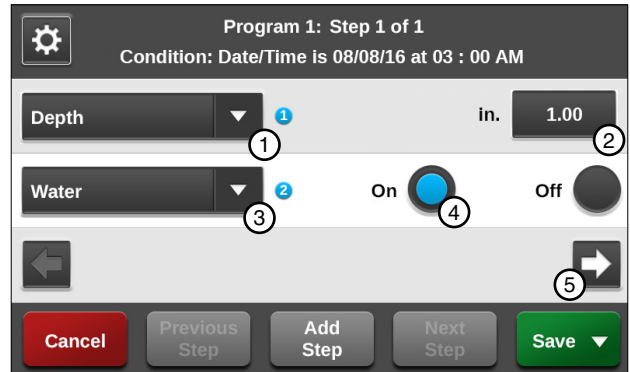 Program 1: Step 1 of 1
Condition: Date/Time is 08/08/16 at 03 : 00 AM
Depth 1 in. 1.00
1 2
Water 2 On Off
3 4
5
Cancel Previous Step Add Step Next Step Save